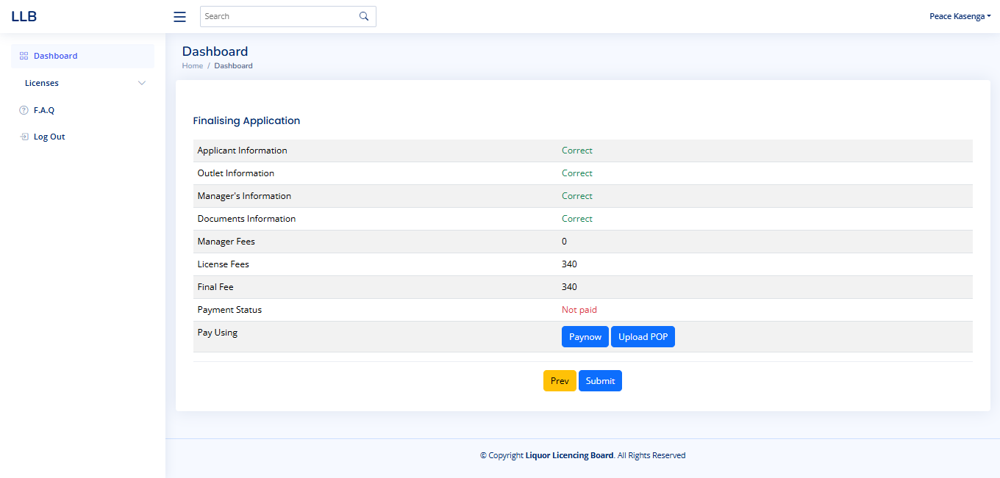 LLB
Search
Peace Kasenga
Dashboard
Licenses
F.A.Q
Log Out
Dashboard
Home / Dashboard
Finalising Application
Applicant Information Correct
Outlet Information Correct
Manager's Information Correct
Documents Information Correct
Manager Fees 0
License Fees 340
Final Fee 340
Payment Status Not paid
Pay Using Paynow Upload POP
Prev Submit
© Copyright Liquor Licencing Board. All Rights Reserved